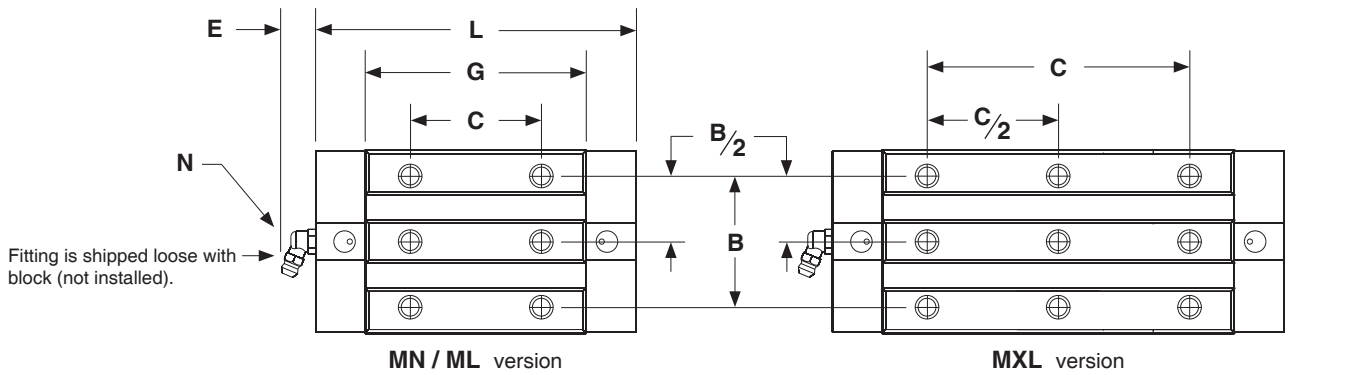 E
L
G
C
C
B/2
C/2
N
B
Fitting is shipped loose with
block (not installed).
MN / ML version
MXL version